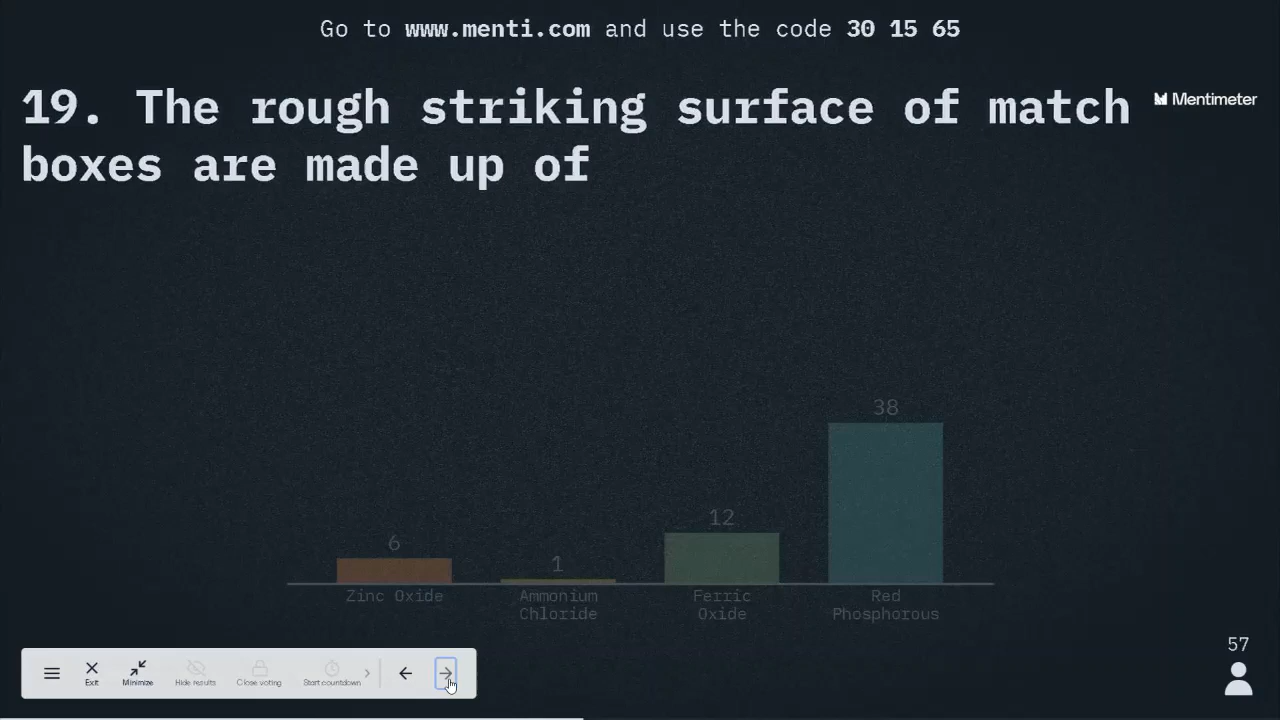 Go to www.menti.com and use the code 30 15 65
19. The rough striking surface of match
boxes are made up of
Mentimeter
38
12
6
1
Zinc Oxide
Ammonium
Chloride
Ferric
Oxide
Red
Phosphorous
57
Exit
Minimize
Hide results
Close voting
Start countdown